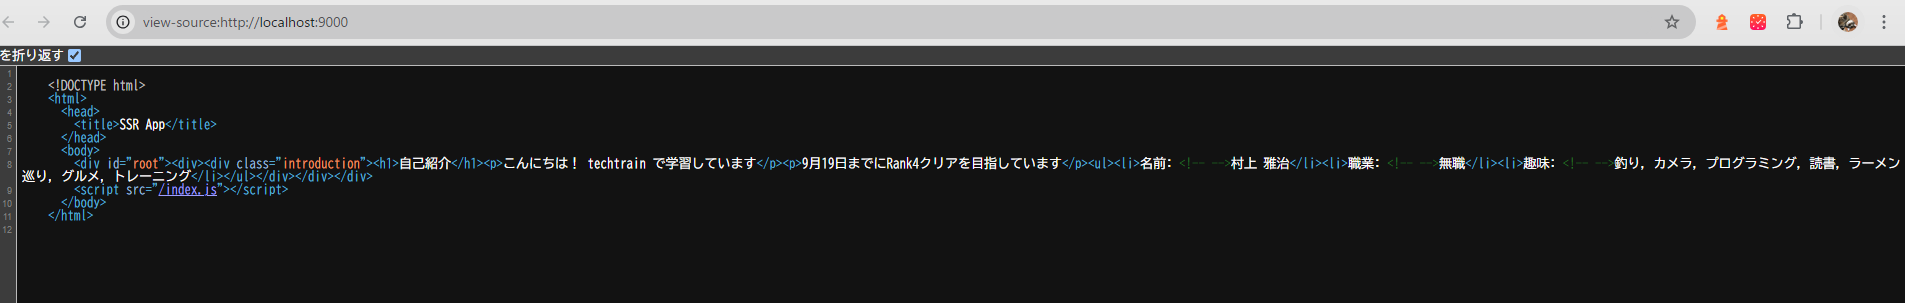 view-source:http://localhost:9000
を折り返す
1
2 <!DOCTYPE html>
3 <html>
4 <head>
5 <title>SSR App</title>
6 </head>
7 <body>
8 <div id="root"><div><div class="introduction"><h1>自己紹介</h1><p>こんにちは！ techtrain で学習しています</p><p>9月19日までにRank4クリアを目指しています</p><ul><li>名前: <!-- -->村上 雅治</li><li>職業: <!-- -->無職</li><li>趣味: <!-- -->釣り, カメラ, プログラミング, 読書, ラーメン
巡り, グルメ, トレーニング</li></ul></div></div></div>
9 <script src="/index.js"></script>
10 </body>
11 </html>
12